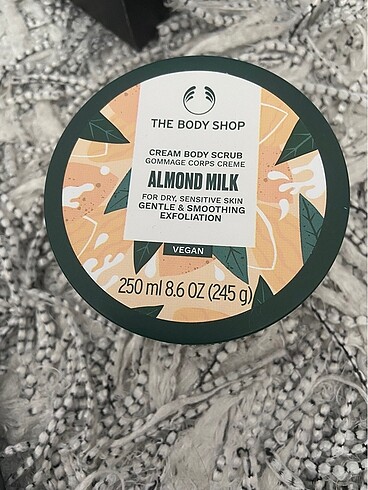 THE BODY SHOP
CREAM BODY SCRUB
GOMMAGE CORPS CREME
ALMOND MILK
FOR DRY, SENSITIVE SKIN
GENTLE & SMOOTHING
EXFOLIATION
VEGAN
250 ml 8.6 OZ (245 g)